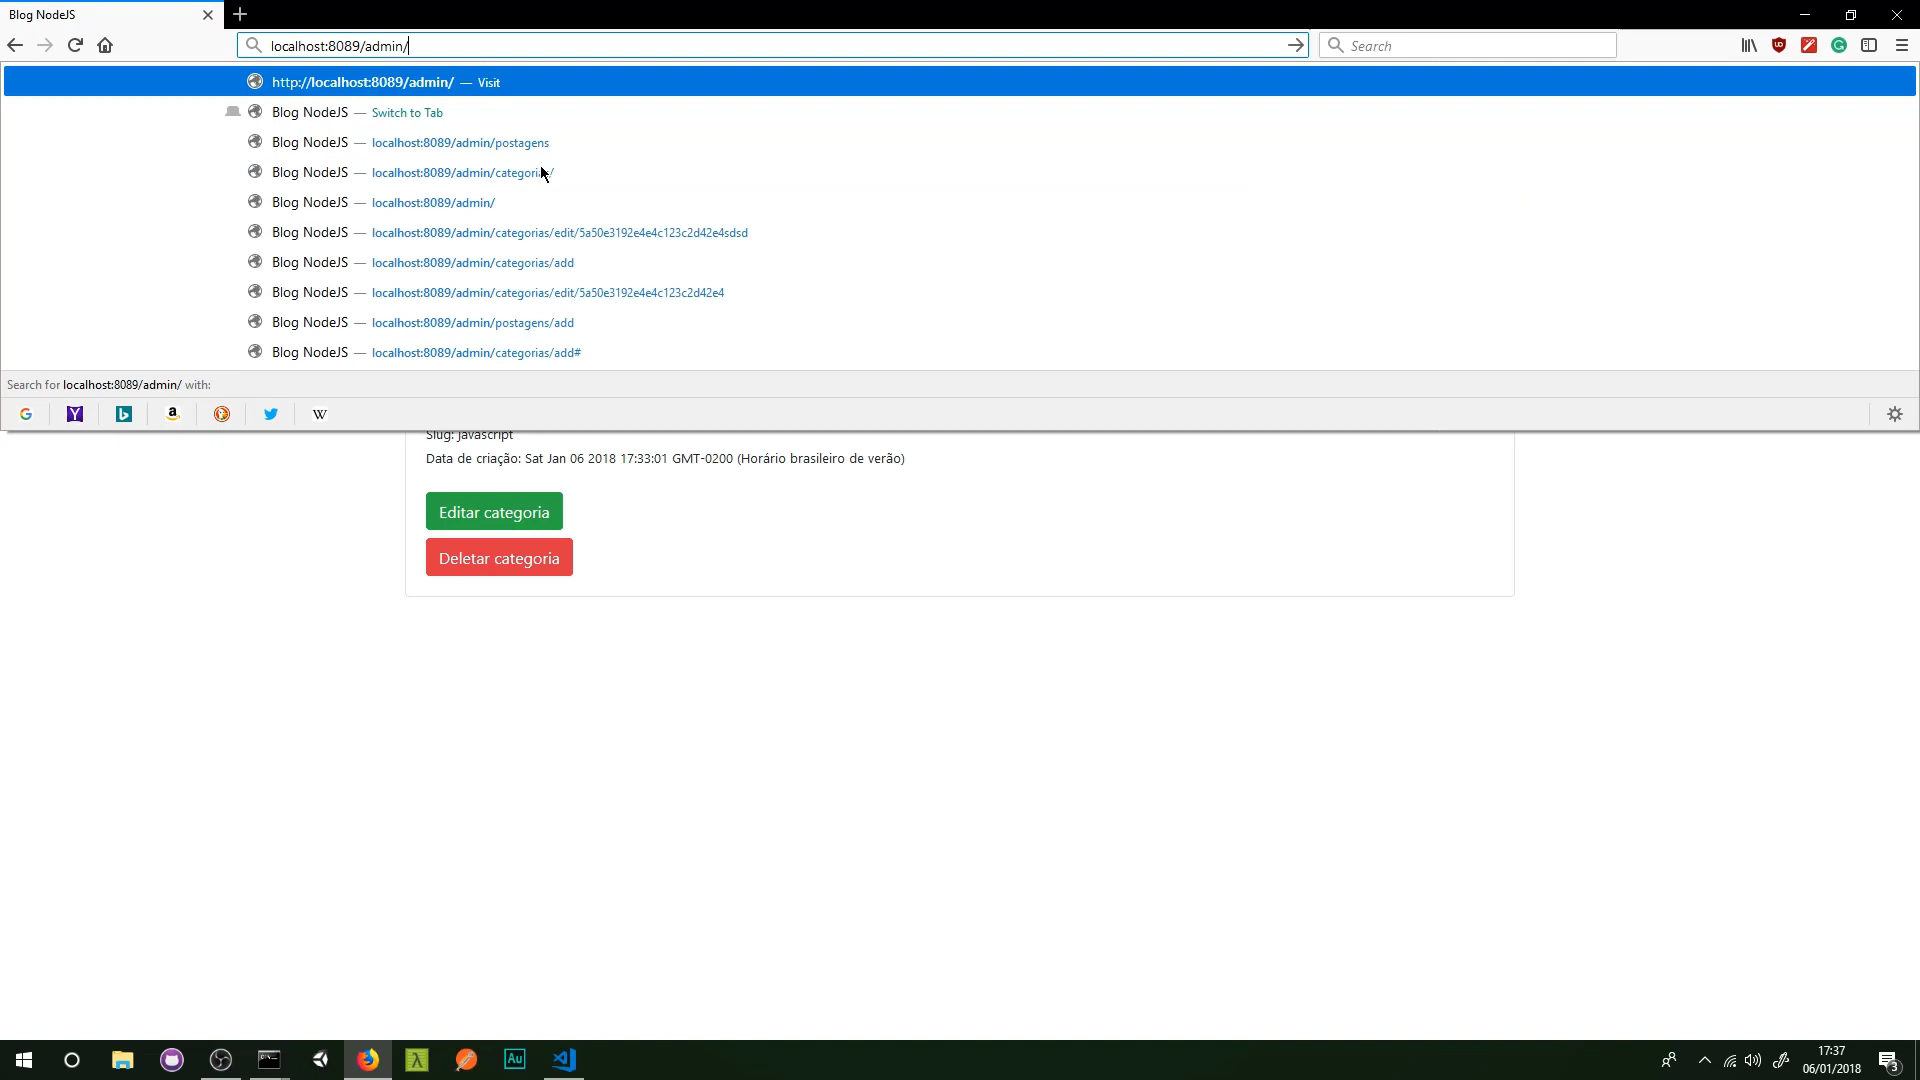 Blog NodeJS
localhost:8089/admin/
Search
http://localhost:8089/admin/ — Visit
Blog NodeJS — Switch to Tab
Blog NodeJS — localhost:8089/admin/postagens
Blog NodeJS — localhost:8089/admin/categorias/
Blog NodeJS — localhost:8089/admin/
Blog NodeJS — localhost:8089/admin/categorias/edit/5a50e3192e4e4c123c2d42e4sdsd
Blog NodeJS — localhost:8089/admin/categorias/add
Blog NodeJS — localhost:8089/admin/categorias/edit/5a50e3192e4e4c123c2d42e4
Blog NodeJS — localhost:8089/admin/postagens/add
Blog NodeJS — localhost:8089/admin/categorias/add#
Search for localhost:8089/admin/ with:
Slug: javascript
Data de criação: Sat Jan 06 2018 17:33:01 GMT-0200 (Horário brasileiro de verão)
Editar categoria
Deletar categoria
Au
17:37
06/01/2018
3